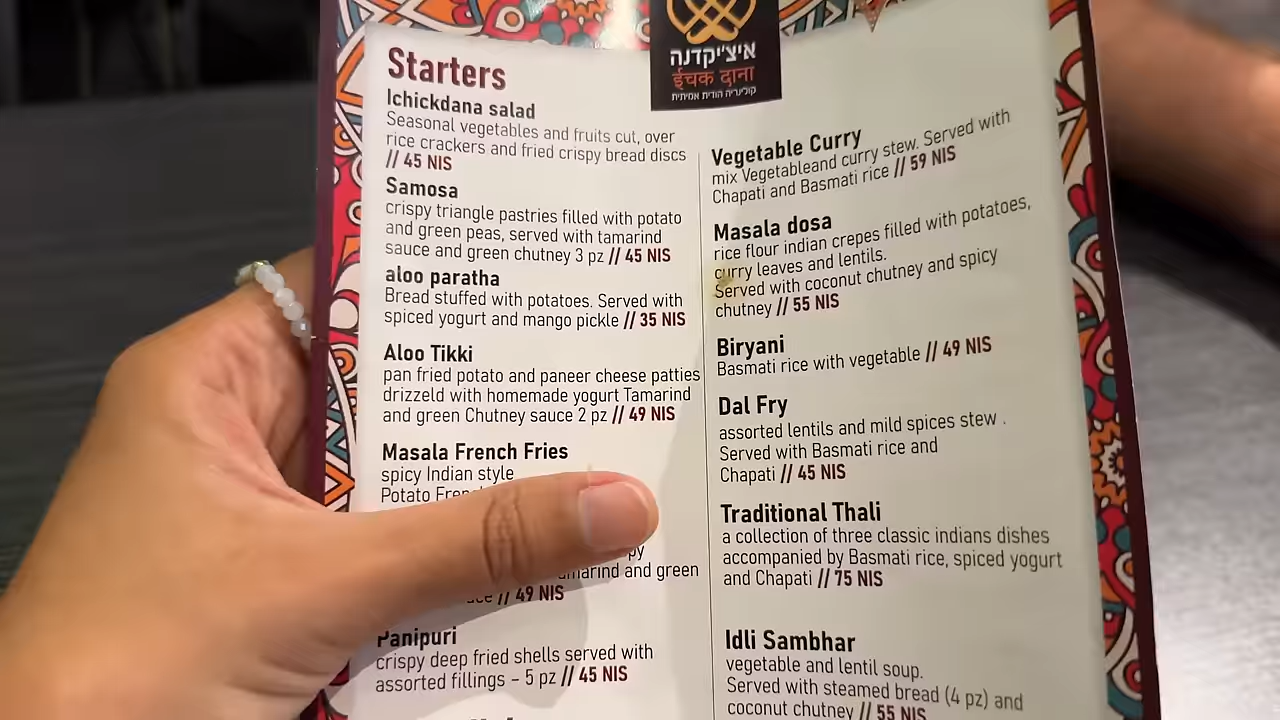 איצ'יקדנה
ईचक दाना
קולינריה הודית אמיתית
Starters
Ichickdana salad
Seasonal vegetables and fruits cut, over
rice crackers and fried crispy bread discs
// 45 NIS
Samosa
crispy triangle pastries filled with potato
and green peas, served with tamarind
sauce and green chutney 3 pz // 45 NIS
aloo paratha
Bread stuffed with potatoes. Served with
spiced yogurt and mango pickle // 35 NIS
Aloo Tikki
pan fried potato and paneer cheese patties
drizzeld with homemade yogurt Tamarind
and green Chutney sauce 2 pz // 49 NIS
Masala French Fries
spicy Indian style
Potato
and green
// 49 NIS
Panipuri
crispy deep fried shells served with
assorted fillings - 5 pz // 45 NIS
Vegetable Curry
mix Vegetableand curry stew. Served with
Chapati and Basmati rice // 59 NIS
Masala dosa
rice flour indian crepes filled with potatoes,
curry leaves and lentils.
Served with coconut chutney and spicy
chutney // 55 NIS
Biryani
Basmati rice with vegetable // 49 NIS
Dal Fry
assorted lentils and mild spices stew .
Served with Basmati rice and
Chapati // 45 NIS
Traditional Thali
a collection of three classic indians dishes
accompanied by Basmati rice, spiced yogurt
and Chapati // 75 NIS
Idli Sambhar
vegetable and lentil soup.
Served with steamed bread (4 pz) and
coconut chutney // 55 NIS